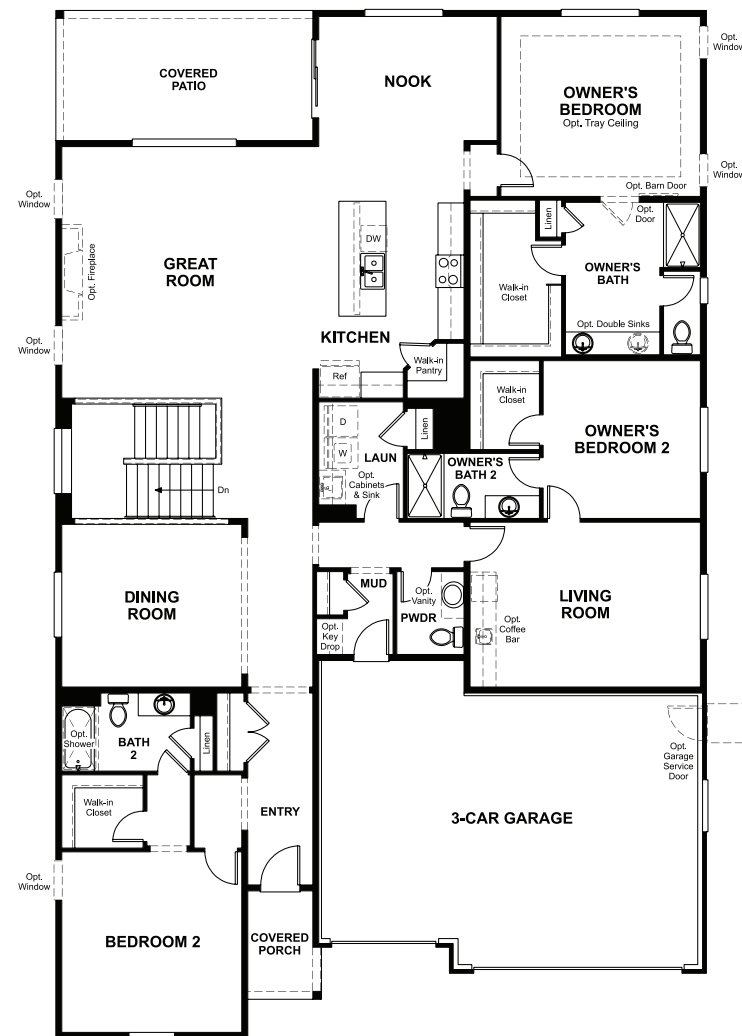 COVERED
PATIO
NOOK
OWNER'S
BEDROOM
Opt. Tray Ceiling
Opt.
Window
Opt.
Window
Opt. Barn Door
Opt.
Door
Linen
Walk-in
Closet
OWNER'S
BATH
Opt. Double Sinks
Opt.
Window
Opt. Fireplace
GREAT
ROOM
DW
KITCHEN
Opt.
Window
Ref
Walk-in
Pantry
Walk-in
Closet
OWNER'S
BEDROOM 2
D
W
LAUN
Opt.
Cabinets
& Sink
Linen
OWNER'S
BATH 2
Dn
DINING
ROOM
MUD
Opt.
Key
Drop
Opt.
Vanity
PWDR
Opt.
Coffee
Bar
LIVING
ROOM
Opt.
Shower
BATH
2
Linen
Opt.
Garage
Service
Door
Walk-in
Closet
ENTRY
3-CAR GARAGE
Opt.
Window
BEDROOM 2
COVERED
PORCH